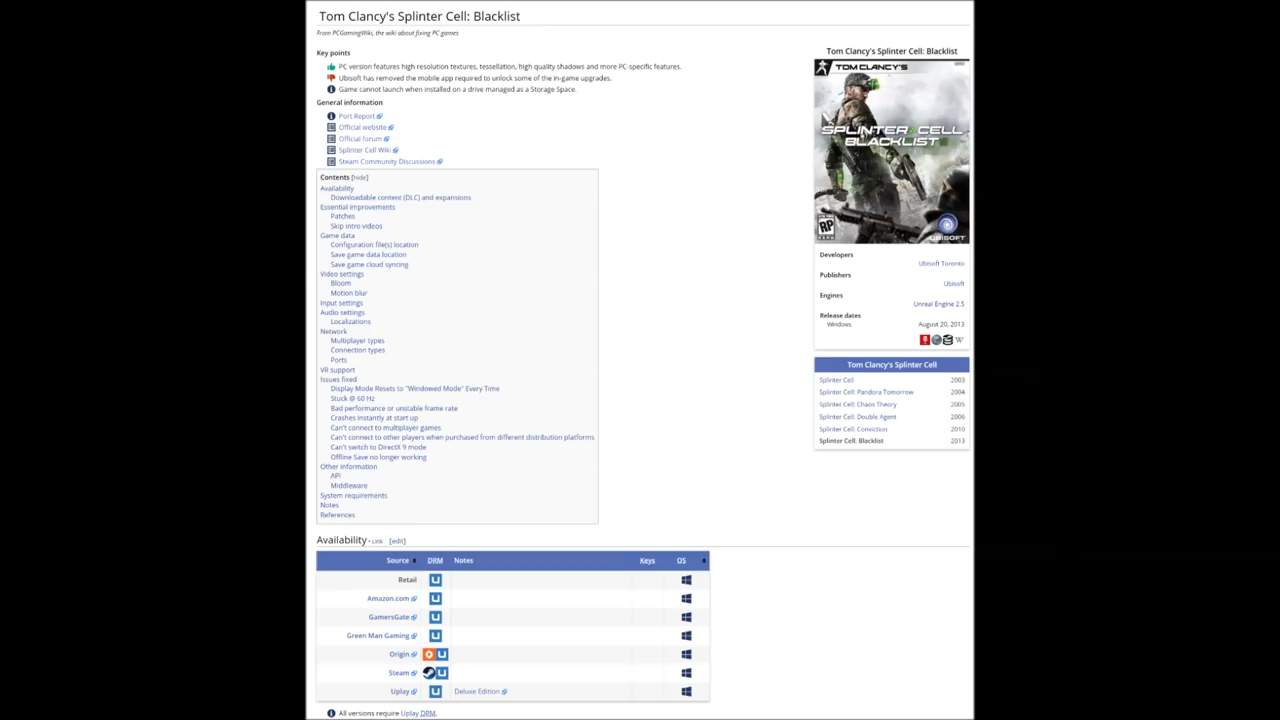 Tom Clancy's Splinter Cell: Blacklist
From PCGamingWiki, the wiki about fixing PC games
Key points
PC version features high resolution textures, tessellation, high quality shadows and more PC-specific features.
Ubisoft has removed the mobile app required to unlock some of the in-game upgrades.
Game cannot launch when installed on a drive managed as a Storage Space.
General information
Port Report
Official website
Official forum
Splinter Cell Wiki
Steam Community Discussions
Contents [hide]
Availability
Downloadable content (DLC) and expansions
Essential improvements
Patches
Skip intro videos
Game data
Configuration file(s) location
Save game data location
Save game cloud syncing
Video settings
Bloom
Motion blur
Input settings
Audio settings
Localizations
Network
Multiplayer types
Connection types
Ports
VR support
Issues fixed
Display Mode Resets to "Windowed Mode" Every Time
Stuck @ 60 Hz
Bad performance or unstable frame rate
Crashes instantly at start up
Can't connect to multiplayer games
Can't connect to other players when purchased from different distribution platforms
Can't switch to DirectX 9 mode
Offline Save no longer working
Other information
API
Middleware
System requirements
Notes
References
Tom Clancy's Splinter Cell: Blacklist
TOM CLANCY'S
SPLINTER CELL
BLACKLIST
RP
UBISOFT
Developers
Ubisoft Toronto
Publishers
Ubisoft
Engines
Unreal Engine 2.5
Release dates
Windows August 20, 2013
W
Tom Clancy's Splinter Cell
Splinter Cell 2003
Splinter Cell: Pandora Tomorrow 2004
Splinter Cell: Chaos Theory 2005
Splinter Cell: Double Agent 2006
Splinter Cell: Conviction 2010
Splinter Cell: Blacklist 2013
Availability • Link [edit]
Source DRM Notes Keys OS
Retail
Amazon.com
GamersGate
Green Man Gaming
Origin
Steam
Uplay Deluxe Edition
All versions require Uplay DRM.